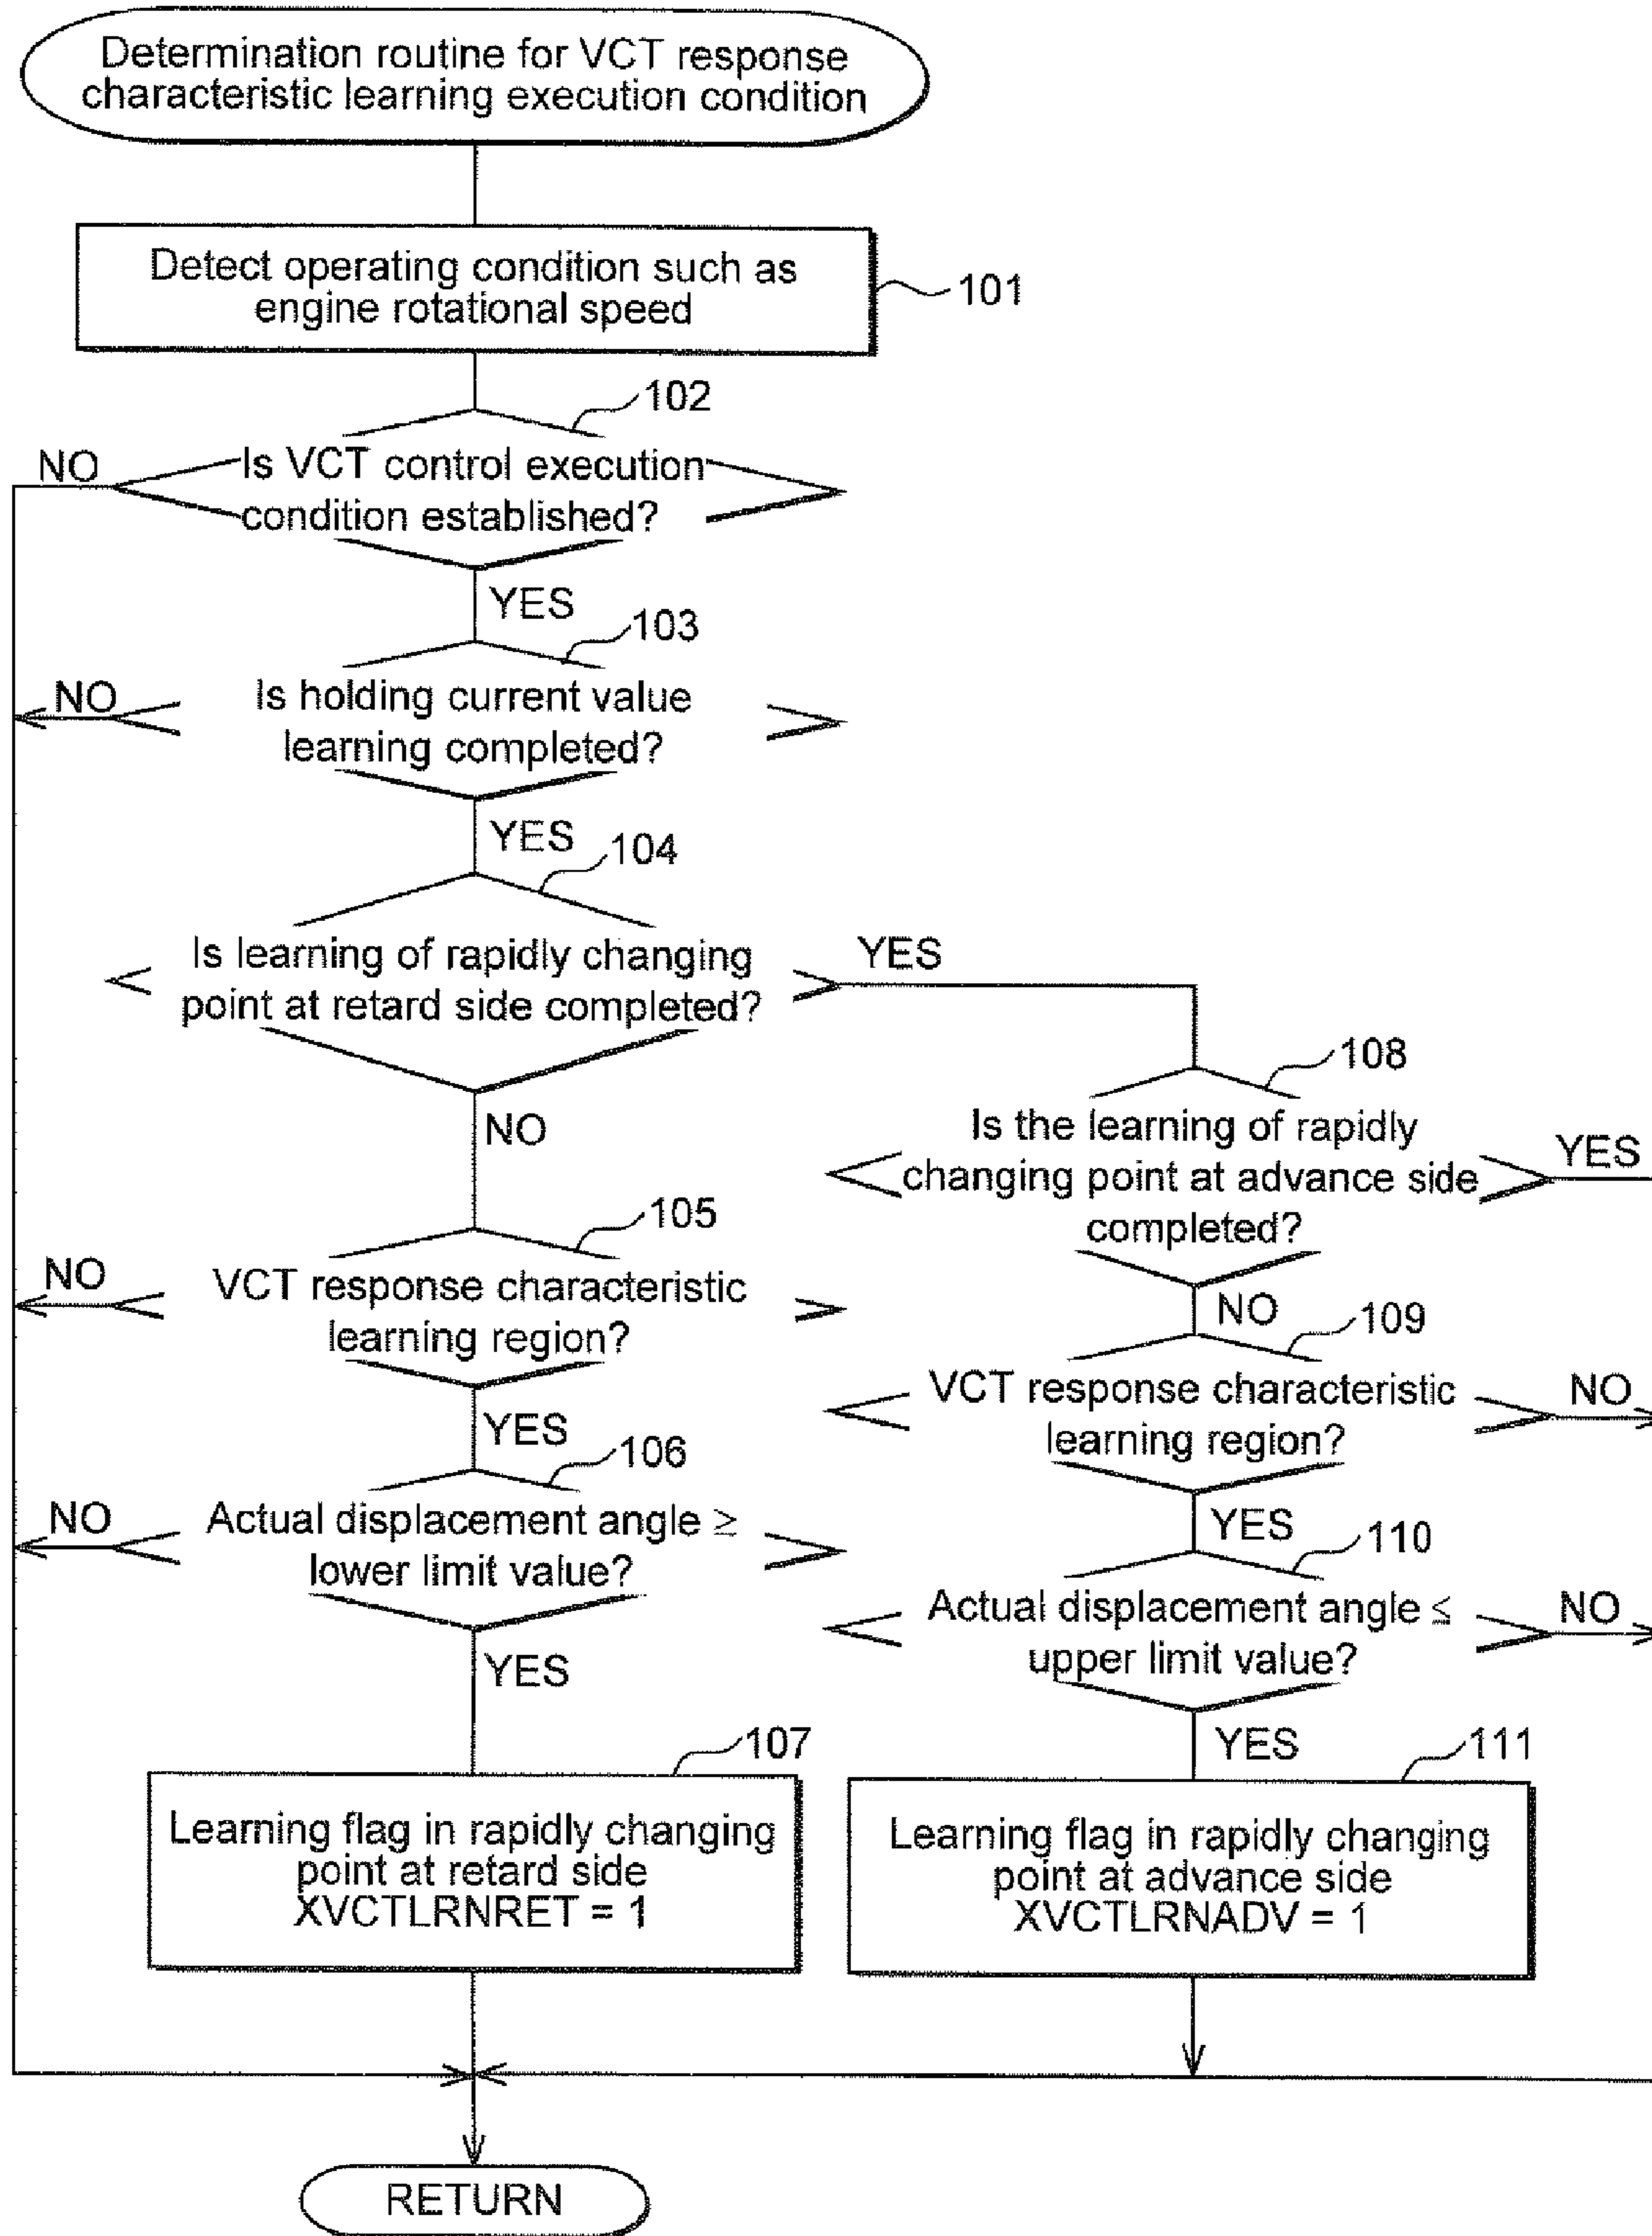 Determination routine for VCT response
characteristic learning execution condition
Detect operating condition such as
engine rotational speed
101
102
NO
Is VCT control execution
condition established?
YES
103
NO
Is holding current value
learning completed?
YES
104
Is learning of rapidly changing
point at retard side completed?
YES
NO
108
Is the learning of rapidly
changing point at advance side
completed?
YES
105
NO
VCT response characteristic
learning region?
NO
109
VCT response characteristic
learning region?
NO
YES
106
NO
Actual displacement angle ≥
lower limit value?
YES
110
Actual displacement angle ≤
upper limit value?
NO
YES
107
Learning flag in rapidly changing
point at retard side
XVCTLRNRET = 1
YES
111
Learning flag in rapidly changing
point at advance side
XVCTLRNADV = 1
RETURN